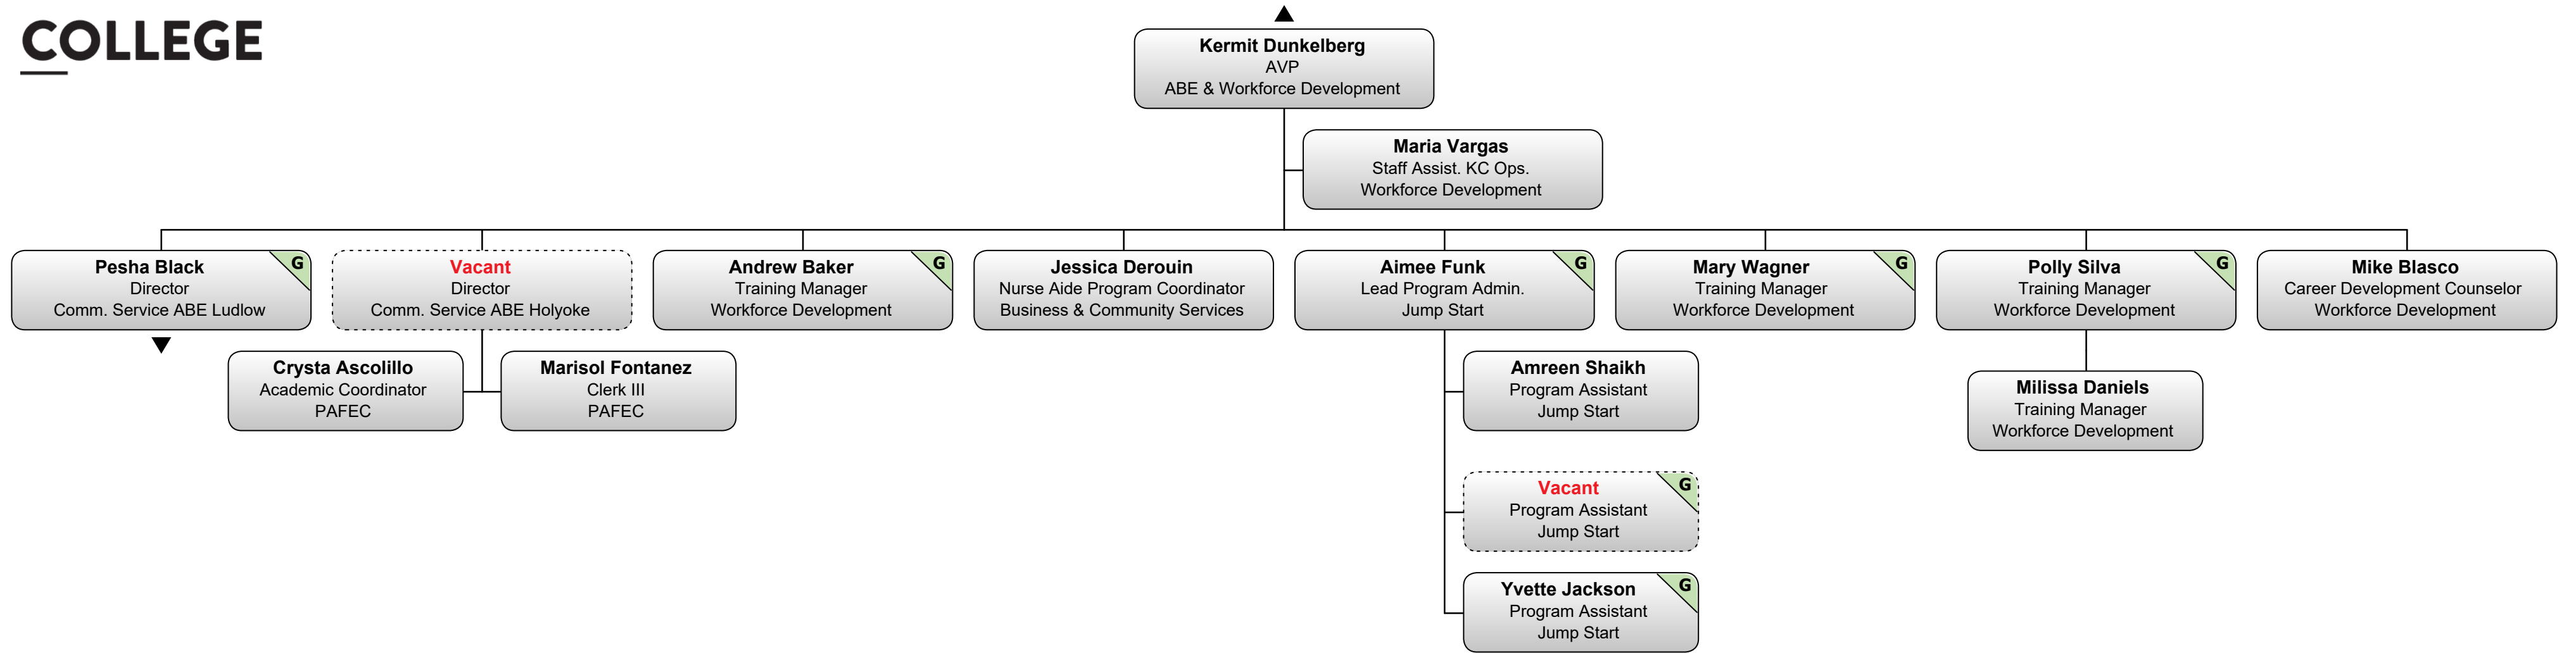 COLLEGE
Kermit Dunkelberg
AVP
ABE & Workforce Development
Maria Vargas
Staff Assist. KC Ops.
Workforce Development
Pesha Black
Director
Comm. Service ABE Ludlow
G
Vacant
Director
Comm. Service ABE Holyoke
Andrew Baker
Training Manager
Workforce Development
G
Jessica Derouin
Nurse Aide Program Coordinator
Business & Community Services
Aimee Funk
Lead Program Admin.
Jump Start
G
Mary Wagner
Training Manager
Workforce Development
G
Polly Silva
Training Manager
Workforce Development
G
Mike Blasco
Career Development Counselor
Workforce Development
Crysta Ascolillo
Academic Coordinator
PAFEC
Marisol Fontanez
Clerk III
PAFEC
Amreen Shaikh
Program Assistant
Jump Start
Vacant
Program Assistant
Jump Start
G
Yvette Jackson
Program Assistant
Jump Start
G
Milissa Daniels
Training Manager
Workforce Development